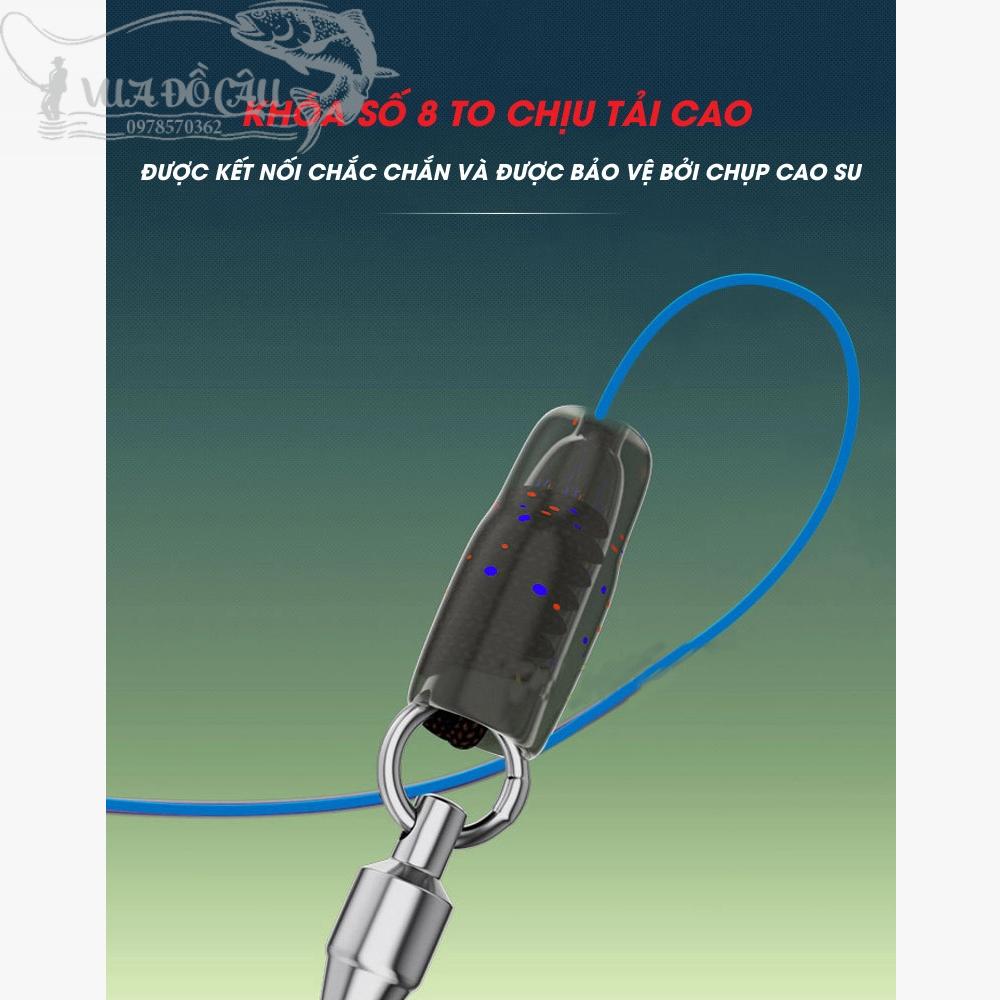 VUA ĐỒ CÂU
0978570362
KHÓA SỐ 8 TO CHỊU TẢI CAO
ĐƯỢC KẾT NỐI CHẮC CHẮN VÀ ĐƯỢC BẢO VỆ BỞI CHỤP CAO SU